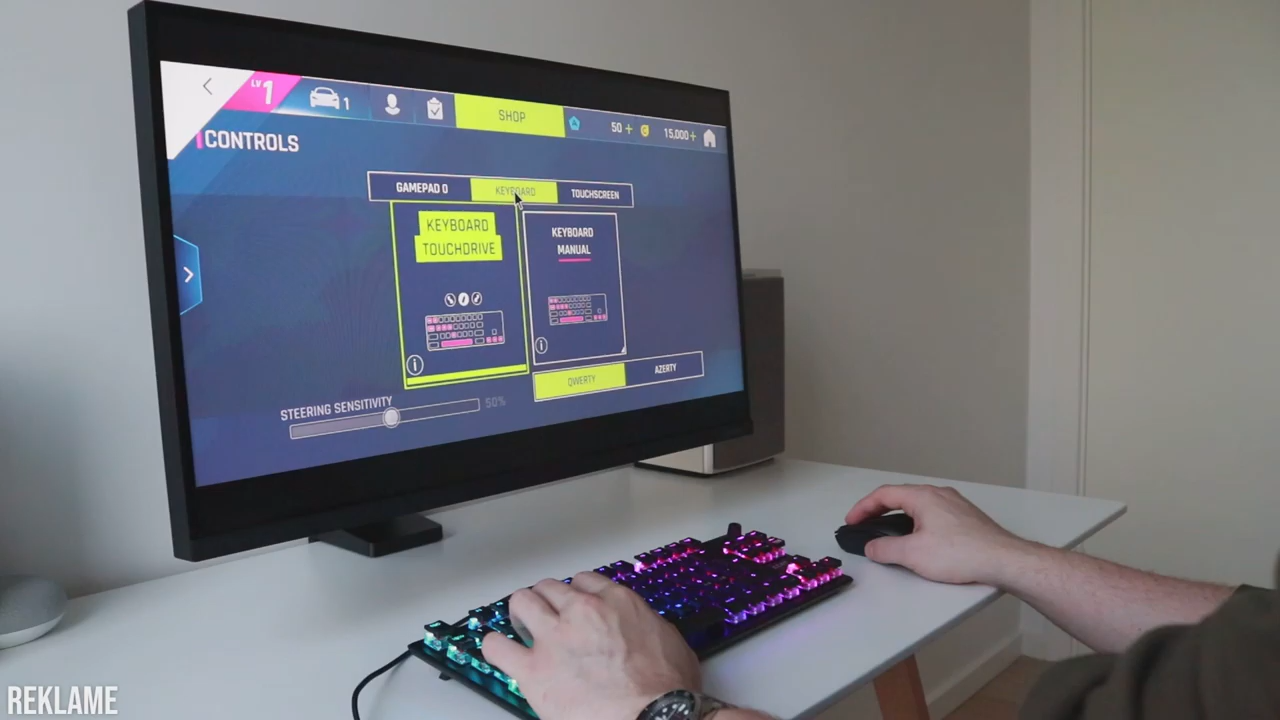 LV 1
1
SHOP
50 +
15,000 +
CONTROLS
GAMEPAD 0
KEYBOARD
TOUCHSCREEN
KEYBOARD
TOUCHDRIVE
KEYBOARD
MANUAL
QWERTY
AZERTY
STEERING SENSITIVITY
50%
REKLAME